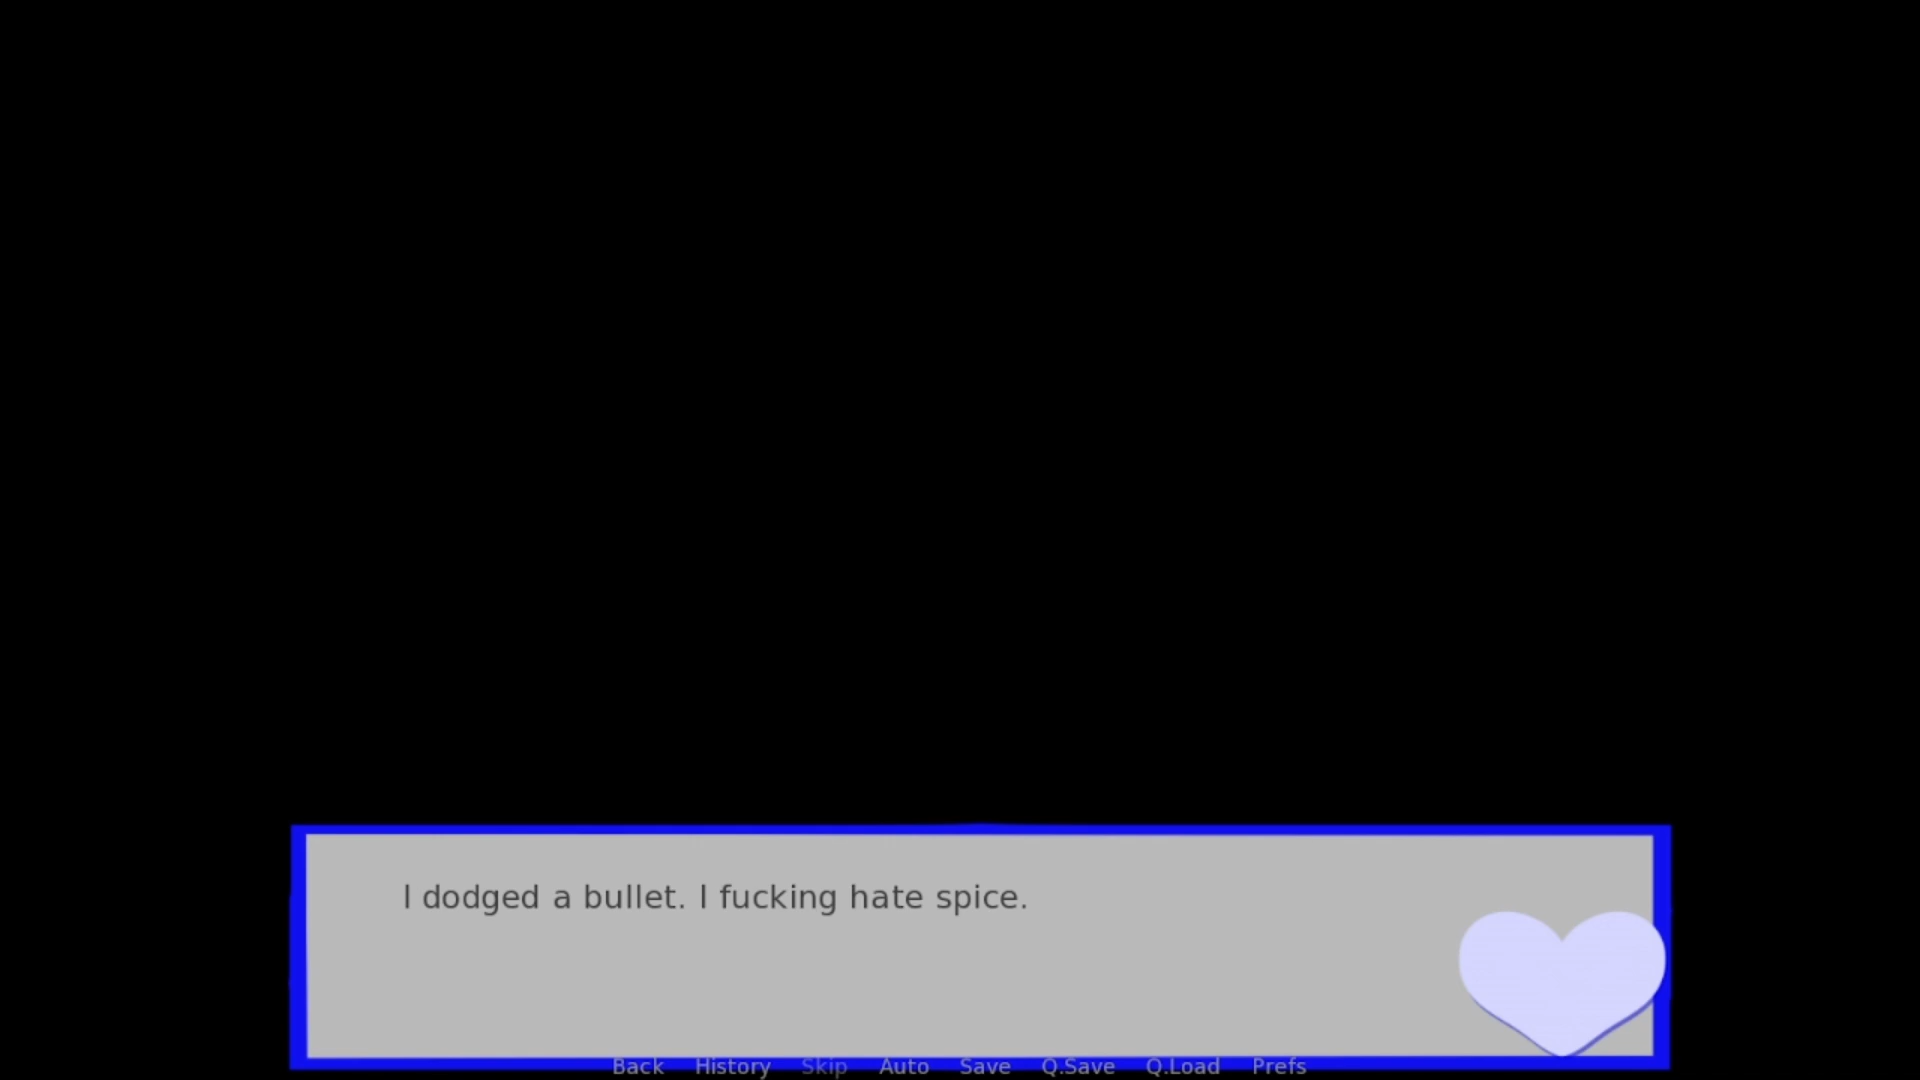 I dodged a bullet. I fucking hate spice.
Back History Skip Auto Save Q.Save Q.Load Prefs